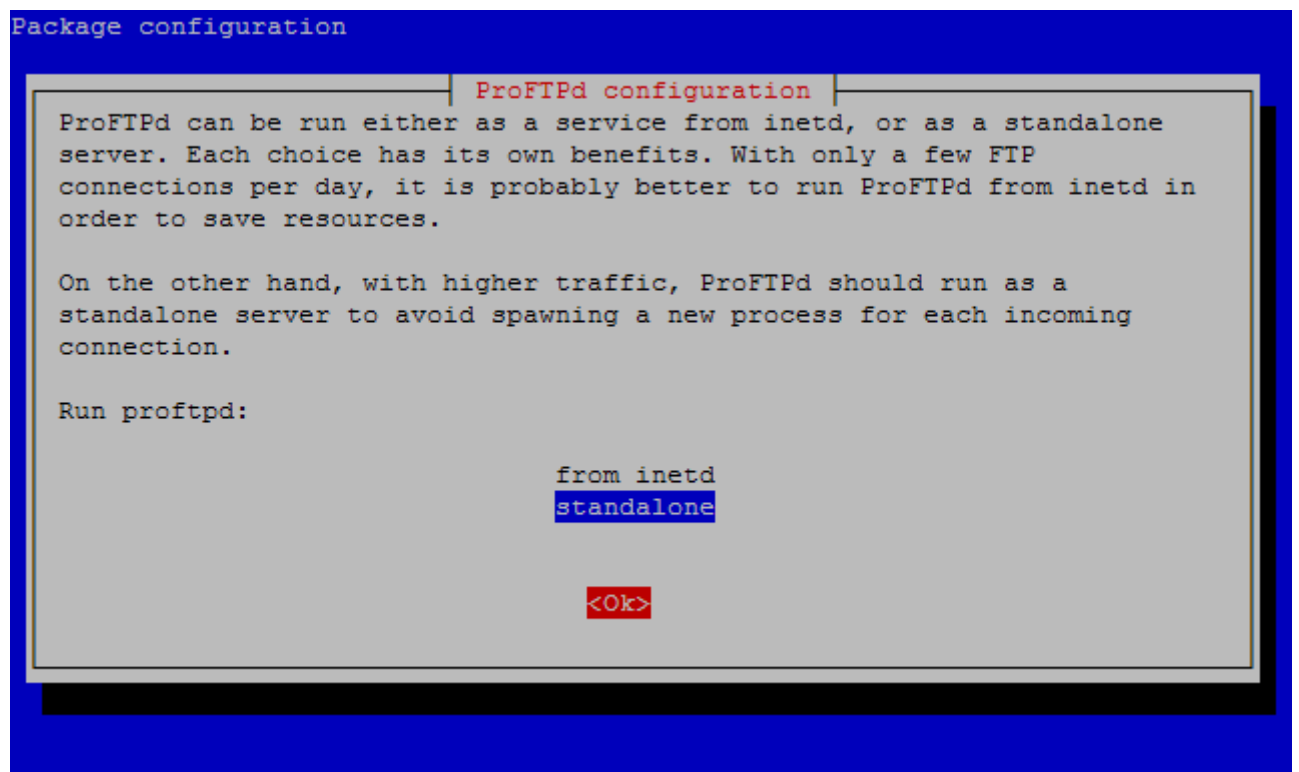 Package configuration
ProFTPd configuration
ProFTPd can be run either as a service from inetd, or as a standalone
server. Each choice has its own benefits. With only a few FTP
connections per day, it is probably better to run ProFTPd from inetd in
order to save resources.
On the other hand, with higher traffic, ProFTPd should run as a
standalone server to avoid spawning a new process for each incoming
connection.
Run proftpd:
from inetd
standalone
<Ok>